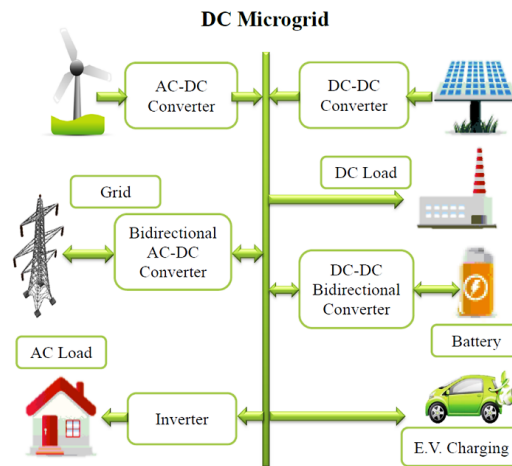 DC Microgrid
AC-DC
Converter
DC-DC
Converter
DC Load
Grid
Bidirectional
AC-DC
Converter
DC-DC
Bidirectional
Converter
Battery
AC Load
Inverter
E.V. Charging